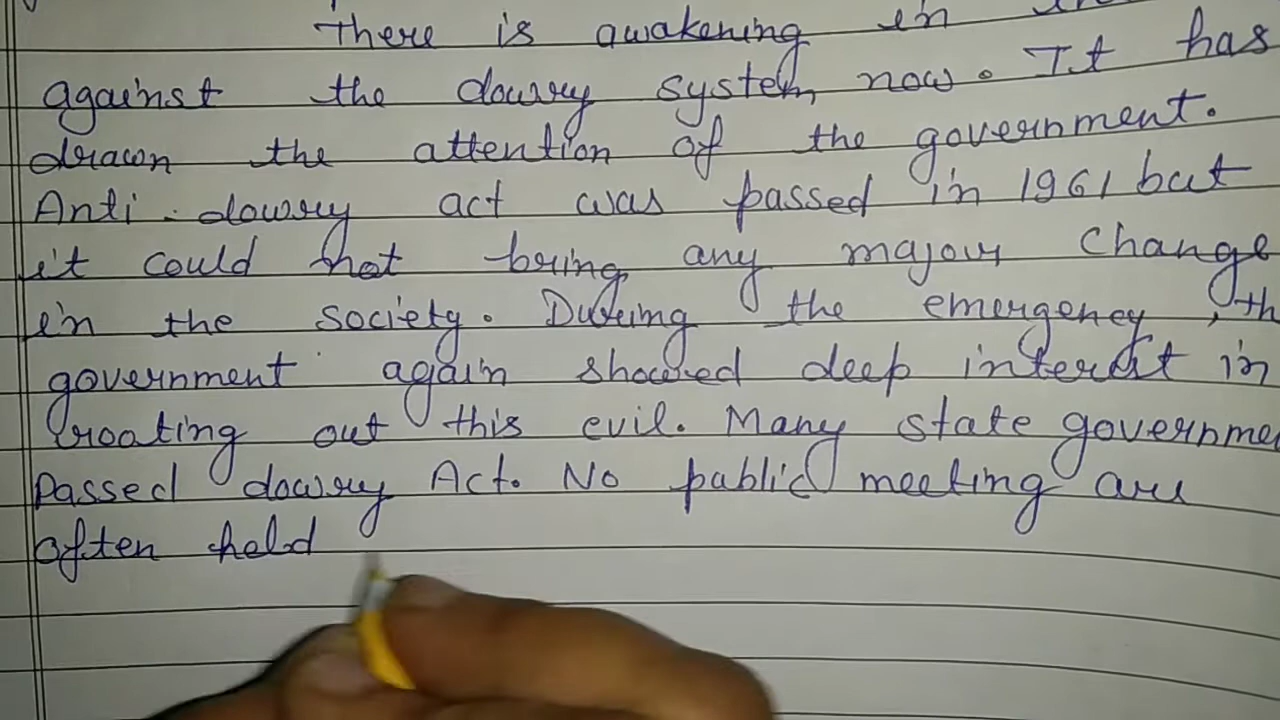 There is awakening in
against the dowry system now. It has
drawn the attention of the government.
Anti-dowry act was passed in 1961 but
it could not bring any majour change
in the society. During the emergency, th
government again showed deep interest in
rooting out this evil. Many state governme
Passed dowry Act. No public meeting are
often held